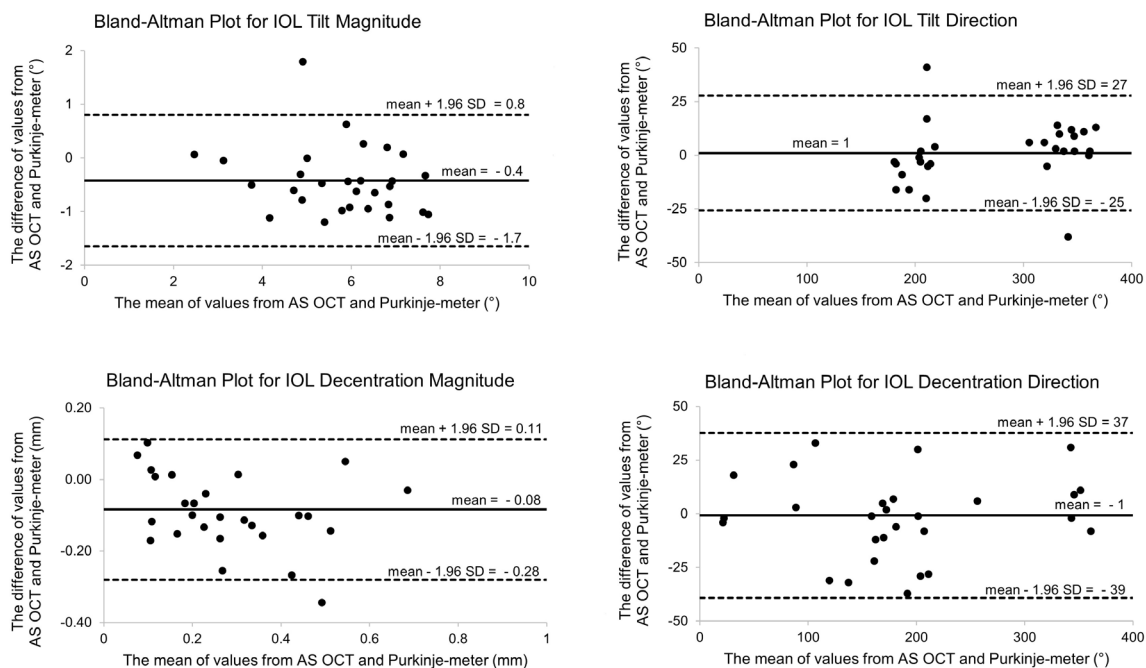 Bland-Altman Plot for IOL Tilt Magnitude
The difference of values from
AS OCT and Purkinje-meter (°)
2
1
0
-1
-2
mean + 1.96 SD = 0.8
mean = - 0.4
mean - 1.96 SD = - 1.7
0
2
4
6
8
10
The mean of values from AS OCT and Purkinje-meter (°)
Bland-Altman Plot for IOL Tilt Direction
The difference of values from
AS OCT and Purkinje-meter (°)
50
25
0
-25
-50
mean + 1.96 SD = 27
mean = 1
mean - 1.96 SD = - 25
0
100
200
300
400
The mean of values from AS OCT and Purkinje-meter (°)
Bland-Altman Plot for IOL Decentration Magnitude
The difference of values from
AS OCT and Purkinje-meter (mm)
0.20
0.00
-0.20
-0.40
mean + 1.96 SD = 0.11
mean = - 0.08
mean - 1.96 SD = - 0.28
0
0.2
0.4
0.6
0.8
1
The mean of values from AS OCT and Purkinje-meter (mm)
Bland-Altman Plot for IOL Decentration Direction
The difference of values from
AS OCT and Purkinje-meter (°)
50
25
0
-25
-50
mean + 1.96 SD = 37
mean = - 1
mean - 1.96 SD = - 39
0
100
200
300
400
The mean of values from AS OCT and Purkinje-meter (°)